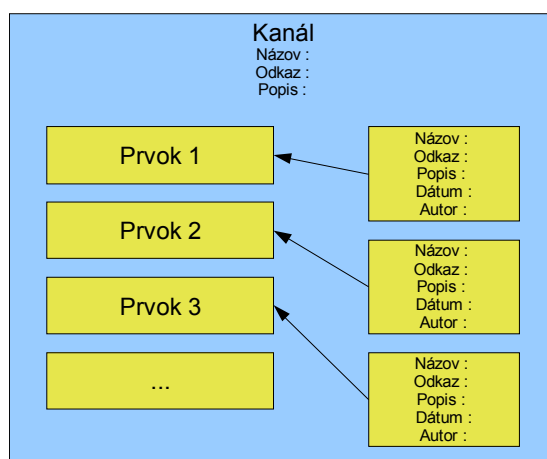 Kanál
Názov :
Odkaz :
Popis :
Prvok 1
Názov :
Odkaz :
Popis :
Dátum :
Autor :
Prvok 2
Názov :
Odkaz :
Popis :
Dátum :
Autor :
Prvok 3
...
Názov :
Odkaz :
Popis :
Dátum :
Autor :